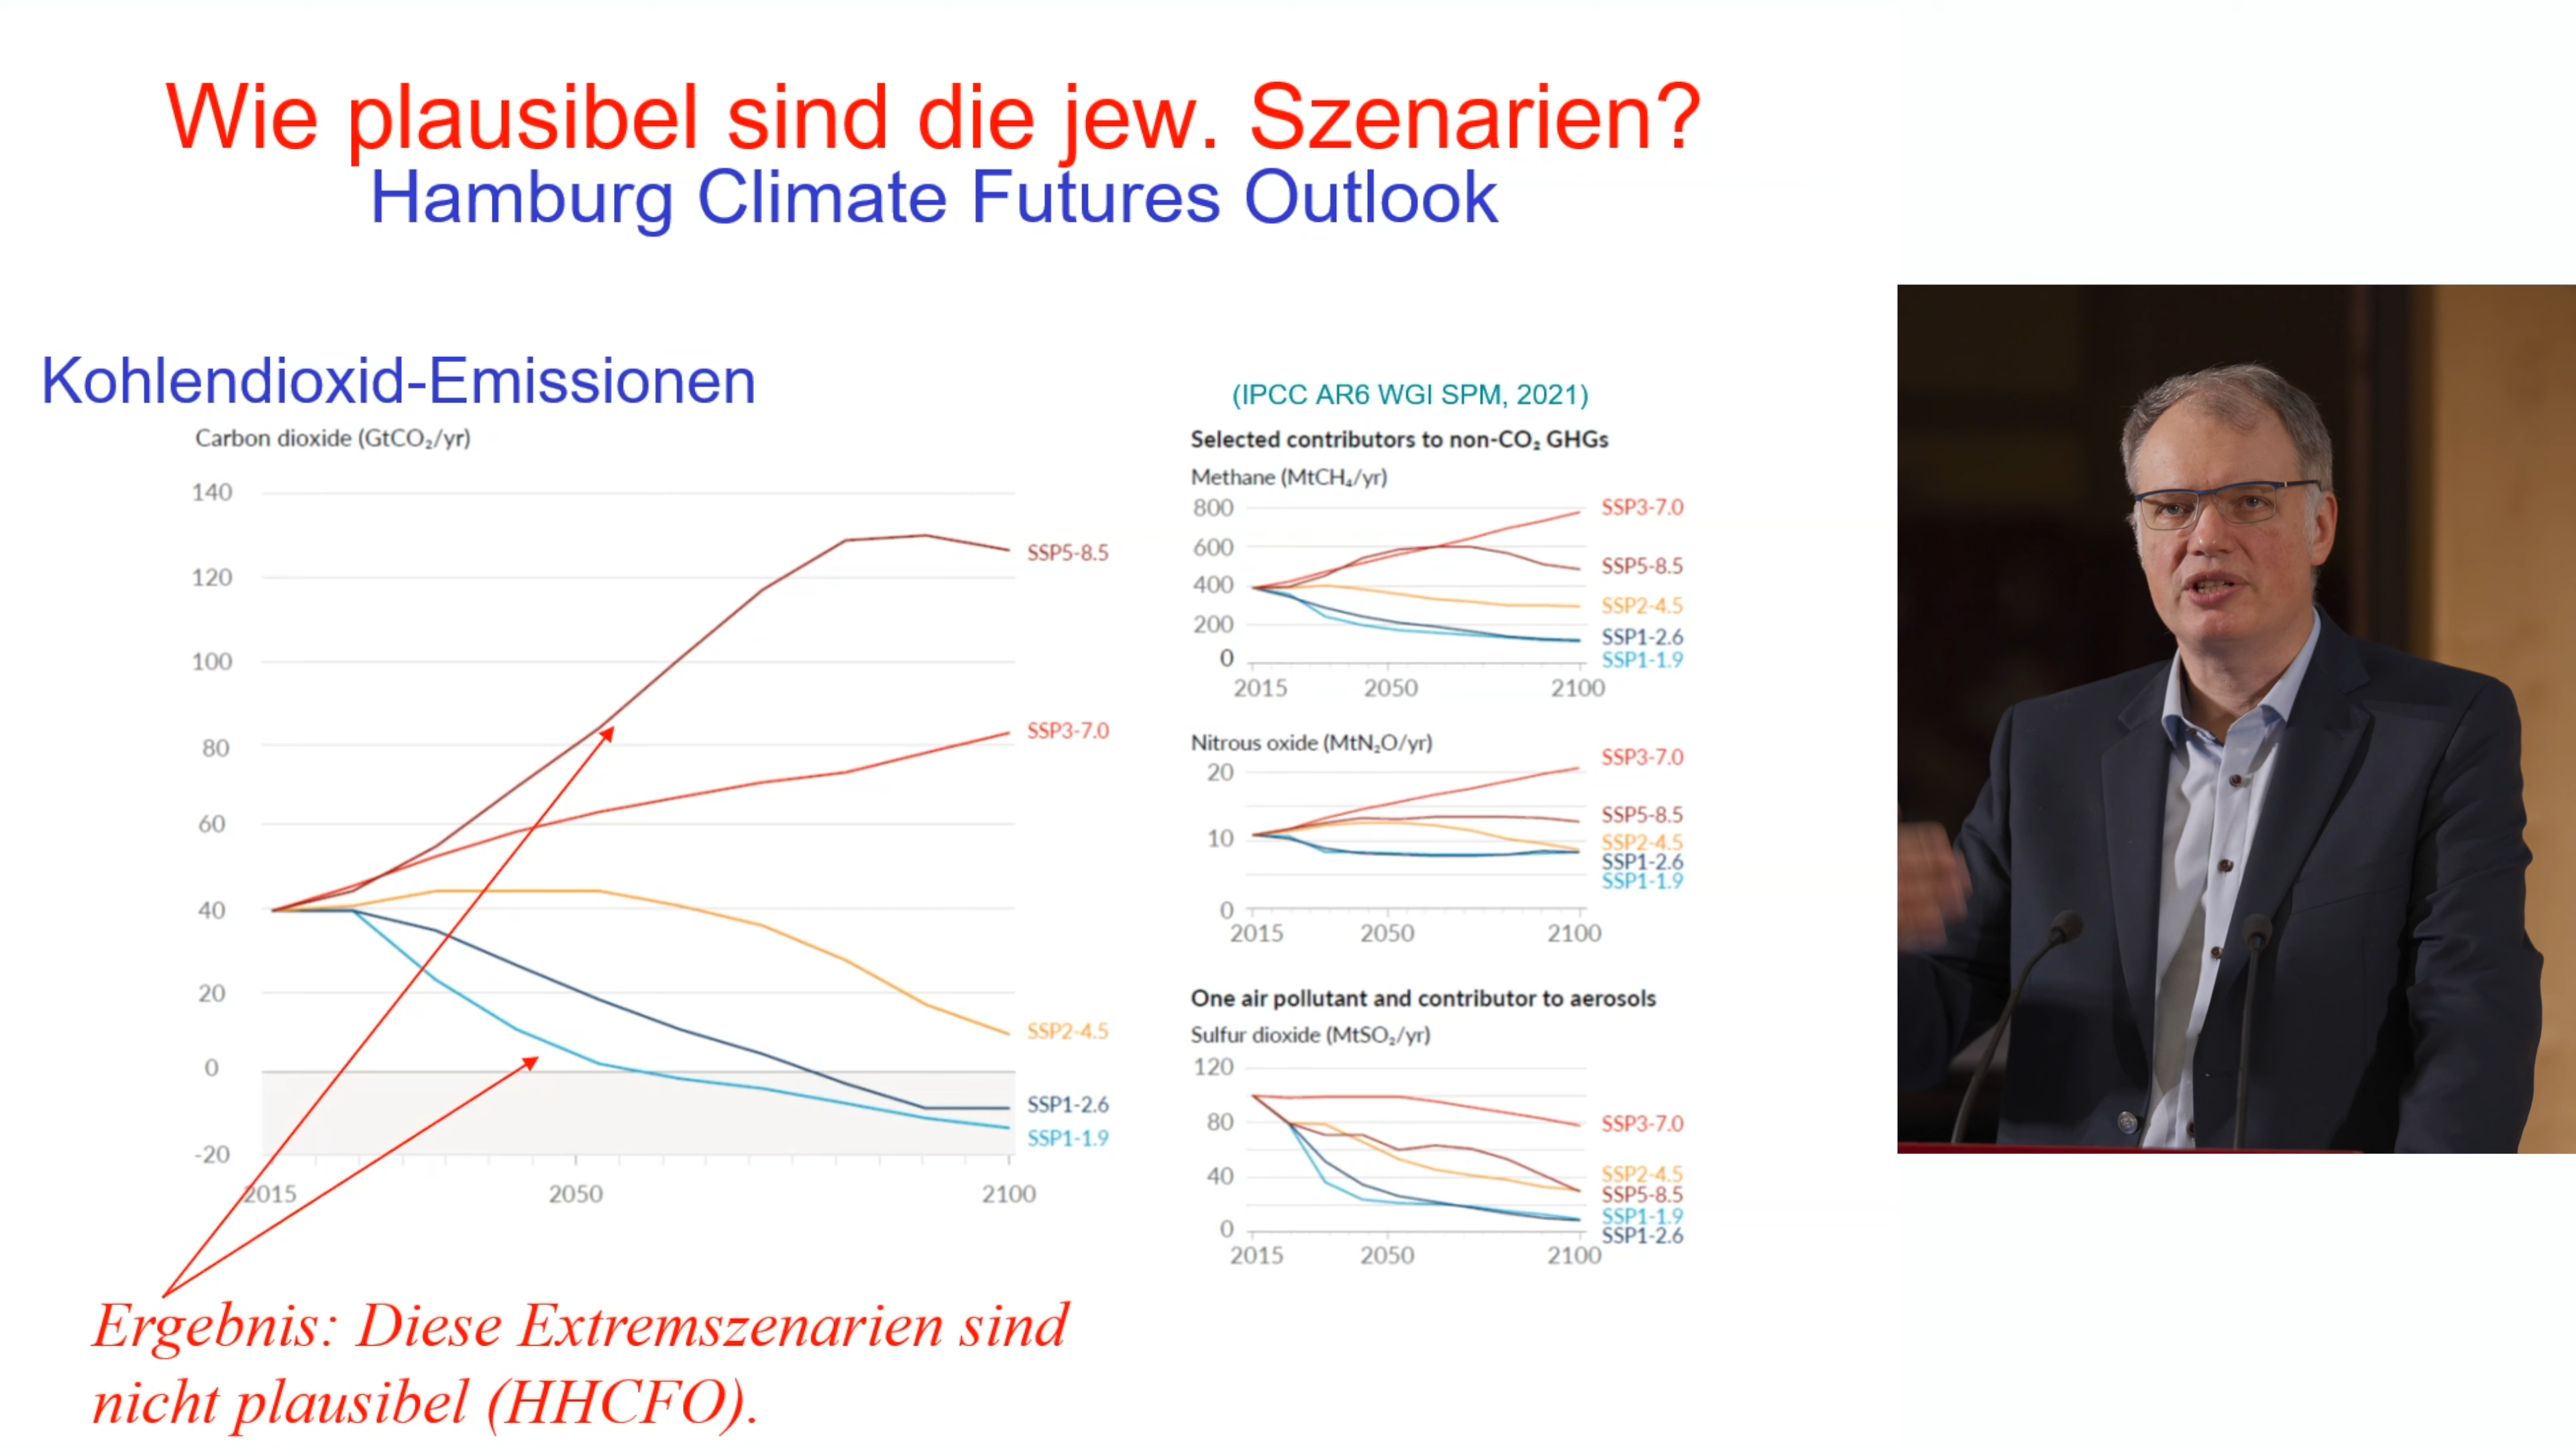 Wie plausibel sind die jew. Szenarien?
Hamburg Climate Futures Outlook
Kohlendioxid-Emissionen
Carbon dioxide (GtCO₂/yr)
140
120
100
80
60
40
20
0
-20
2015 2050 2100
SSP5-8.5
SSP3-7.0
SSP2-4.5
SSP1-2.6
SSP1-1.9
(IPCC AR6 WGI SPM, 2021)
Selected contributors to non-CO₂ GHGs
Methane (MtCH₄/yr)
800
600
400
200
0
2015 2050 2100
SSP3-7.0
SSP5-8.5
SSP2-4.5
SSP1-2.6
SSP1-1.9
Nitrous oxide (MtN₂O/yr)
20
10
0
2015 2050 2100
SSP3-7.0
SSP5-8.5
SSP2-4.5
SSP1-2.6
SSP1-1.9
One air pollutant and contributor to aerosols
Sulfur dioxide (MtSO₂/yr)
120
80
40
0
2015 2050 2100
SSP3-7.0
SSP2-4.5
SSP5-8.5
SSP1-1.9
SSP1-2.6
Ergebnis: Diese Extremszenarien sind
nicht plausibel (HHCFO).